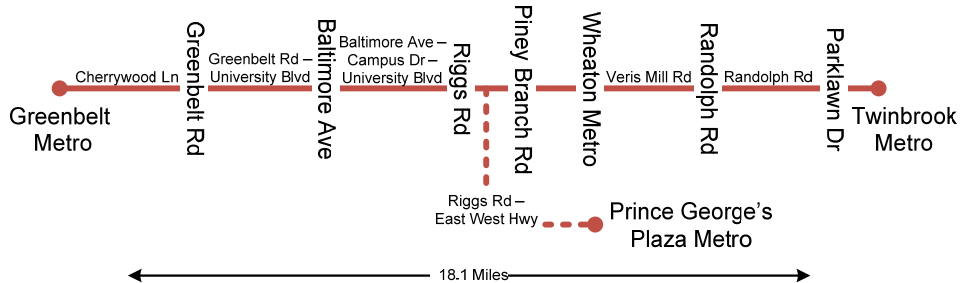 Cherrywood Ln
Greenbelt Rd
Greenbelt Rd –
University Blvd
Baltimore Ave
Baltimore Ave –
Campus Dr –
University Blvd
Riggs Rd
Piney Branch Rd
Wheaton Metro
Veris Mill Rd
Randolph Rd
Randolph Rd
Parklawn Dr
Greenbelt
Metro
Twinbrook
Metro
Riggs Rd –
East West Hwy
Prince George's
Plaza Metro
18.1 Miles